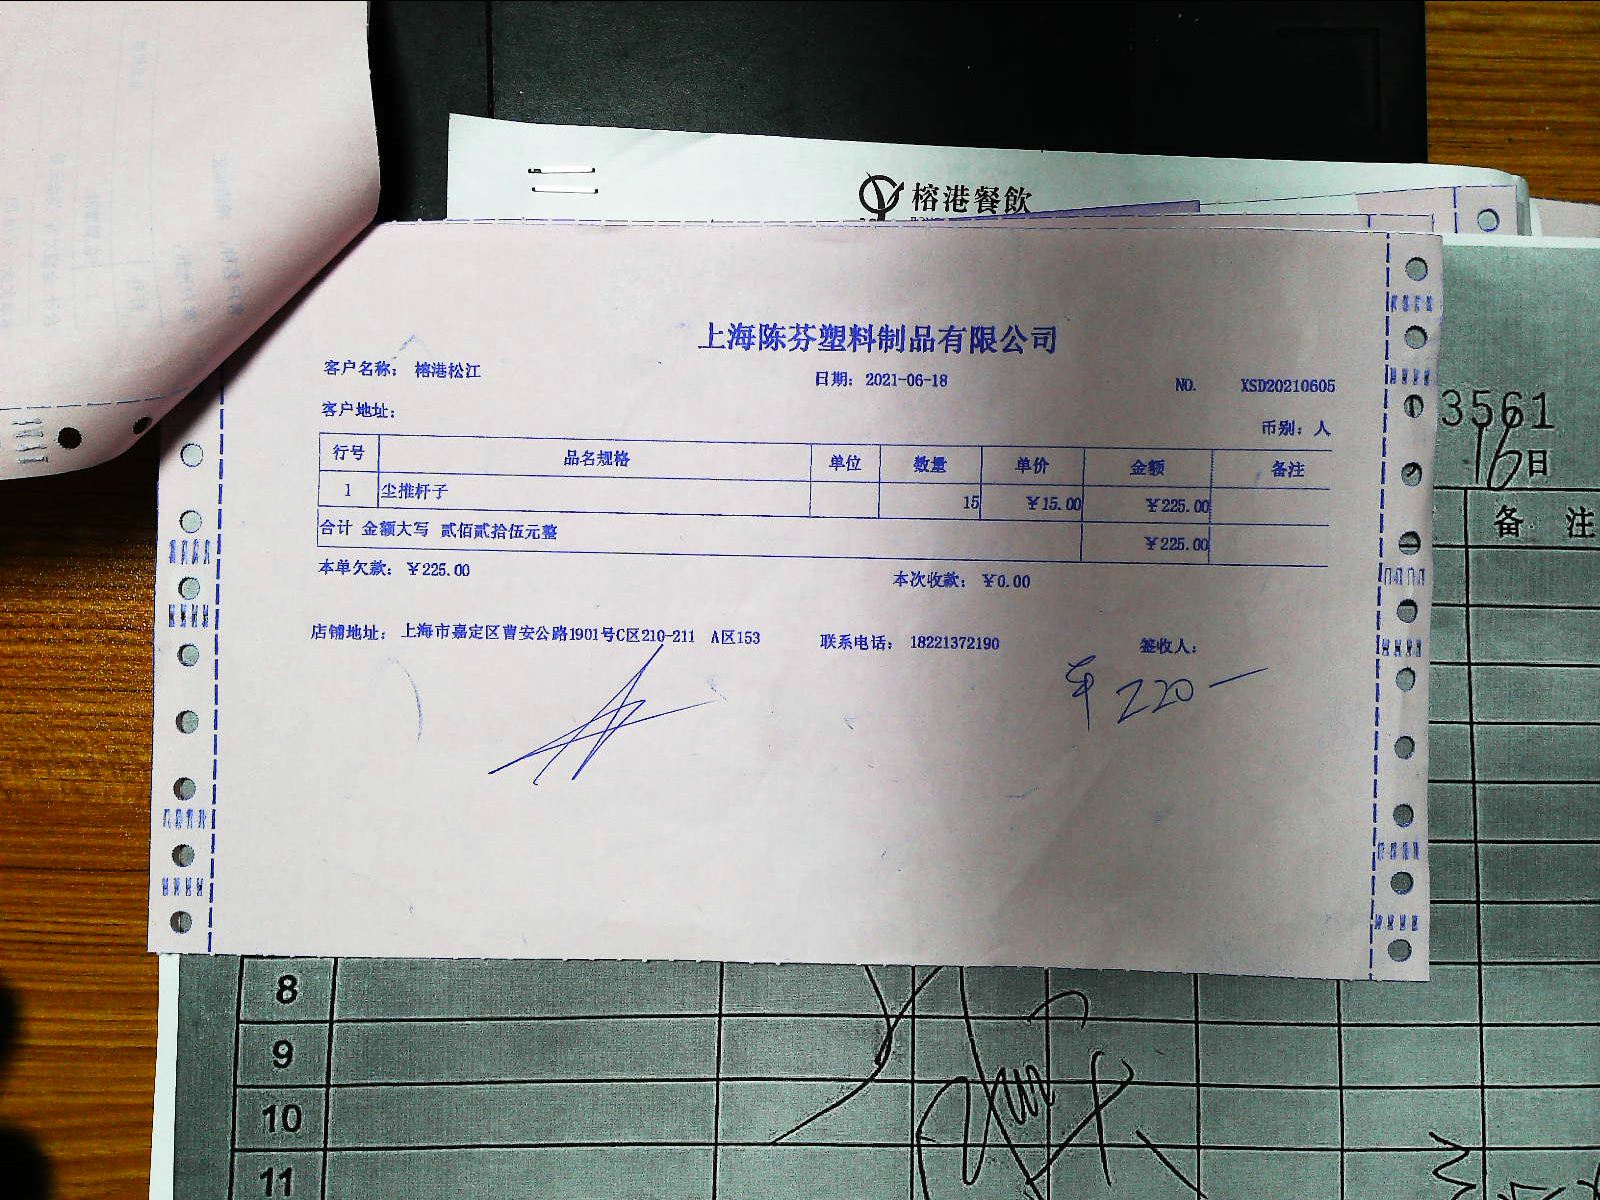 榕港餐飲
上海陈芬塑料制品有限公司
客户名称: 榕港松江 日期: 2021-06-18 NO. XSD20210605
客户地址: 币别: 人
3561
16日
行号 品名规格 单位 数量 单价 金额 备注
1 尘推杆子 15 ¥15.00 ¥225.00
合计 金额大写 贰佰贰拾伍元整 ¥225.00
备 注
本单欠款: ¥225.00 本次收款: ¥0.00
店铺地址: 上海市嘉定区曹安公路1901号C区210-211 A区153 联系电话: 18221372190 签收人:
¥220-
8
9
10
11